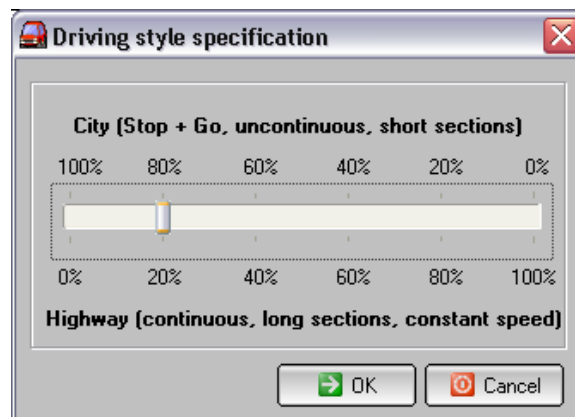 Driving style specification
City (Stop + Go, uncontinuous, short sections)
100% 80% 60% 40% 20% 0%
0% 20% 40% 60% 80% 100%
Highway (continuous, long sections, constant speed)
OK Cancel